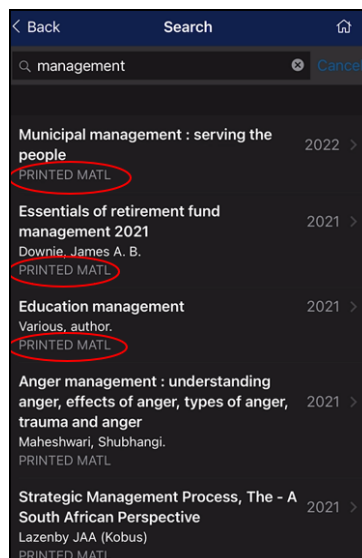 < Back Search
management Cancel
Municipal management : serving the
people
2022 >
PRINTED MATL
Essentials of retirement fund
management 2021
2021 >
Downie, James A. B.
PRINTED MATL
Education management
2021 >
Various, author.
PRINTED MATL
Anger management : understanding
anger, effects of anger, types of anger,
trauma and anger
2021 >
Maheshwari, Shubhangi.
PRINTED MATL
Strategic Management Process, The - A
South African Perspective
2021 >
Lazenby JAA (Kobus)
PRINTED MATL